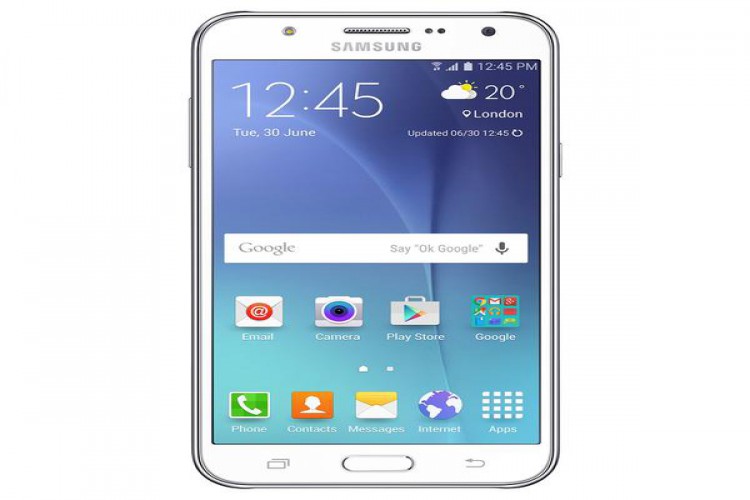 SAMSUNG
12:45 PM
12:45
20°
London
Tue, 30 June
Updated 06/30 12:45
Google
Say "Ok Google"
Email
Camera
Play Store
Google
Phone
Contacts
Messages
Internet
Apps